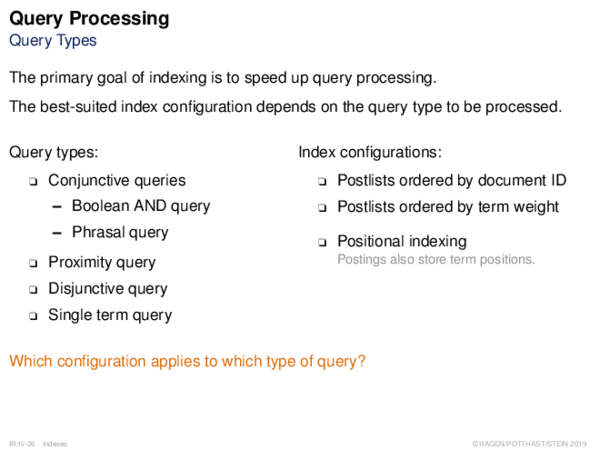 Query Processing
Query Types
The primary goal of indexing is to speed up query processing.
The best-suited index configuration depends on the query type to be processed.
Query types:
❑ Conjunctive queries
– Boolean AND query
– Phrasal query
❑ Proximity query
❑ Disjunctive query
❑ Single term query
Index configurations:
❑ Postlists ordered by document ID
❑ Postlists ordered by term weight
❑ Positional indexing
Postings also store term positions.
Which configuration applies to which type of query?
IR:IV-26 Indexes
©HAGEN/POTTHAST/STEIN 2019